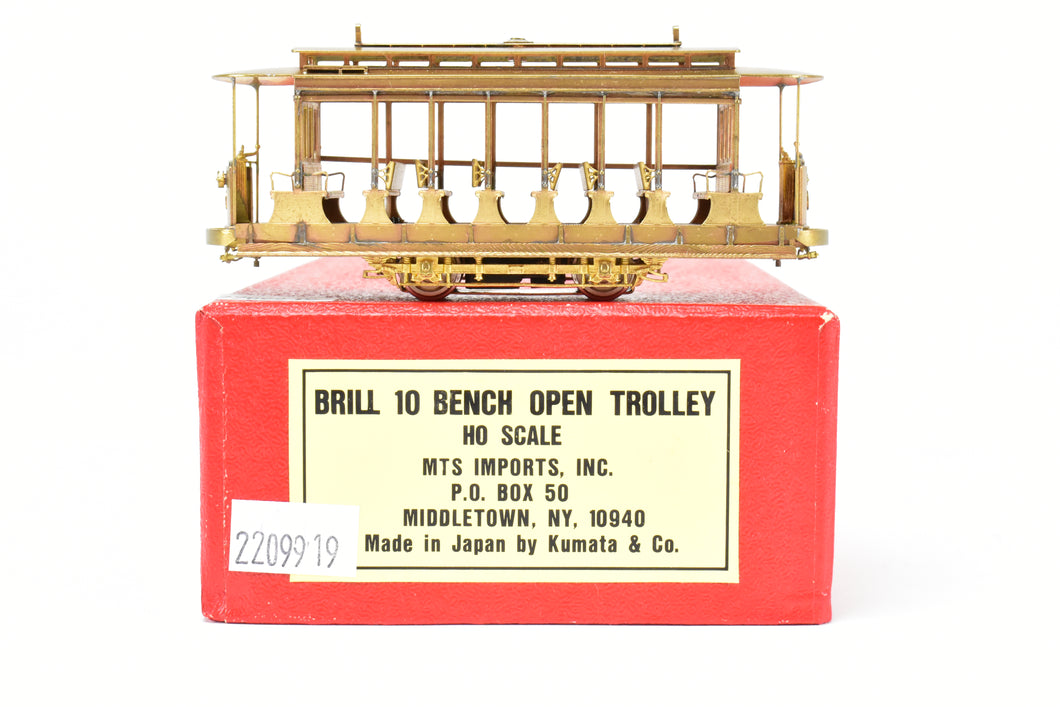 BRILL 10 BENCH OPEN TROLLEY
HO SCALE
MTS IMPORTS, INC.
P.O. BOX 50
MIDDLETOWN, NY, 10940
Made in Japan by Kumata & Co.
2209919